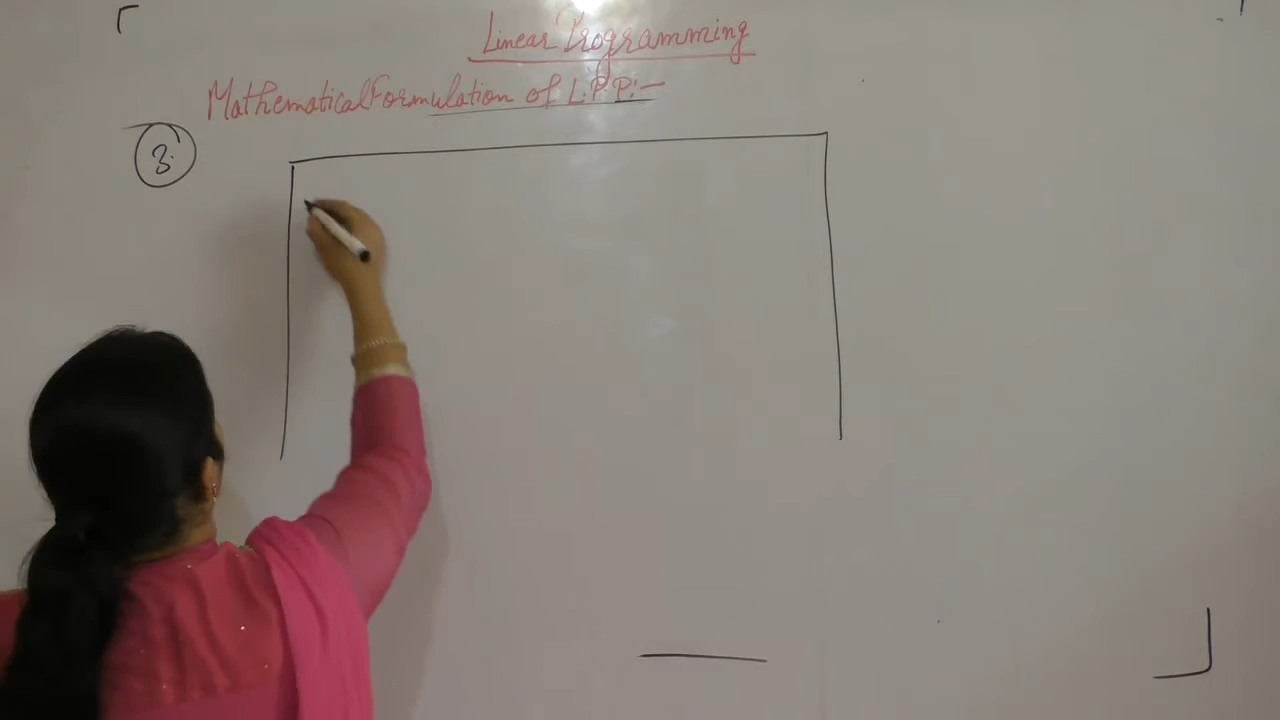 Linear Programming
Mathematical Formulation of L.P.P:-
3.